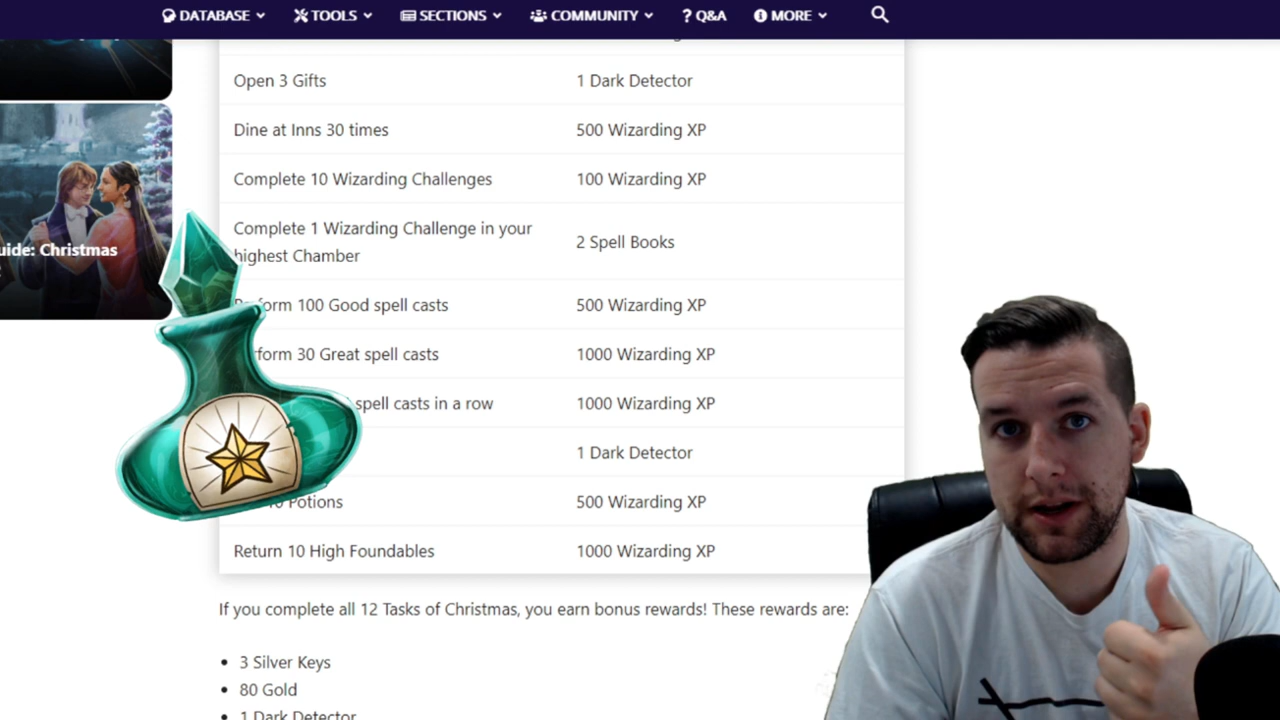 DATABASE TOOLS SECTIONS COMMUNITY ? Q&A MORE
Open 3 Gifts 1 Dark Detector
Dine at Inns 30 times 500 Wizarding XP
Complete 10 Wizarding Challenges 100 Wizarding XP
Complete 1 Wizarding Challenge in your
highest Chamber 2 Spell Books
100 Good spell casts 500 Wizarding XP
30 Great spell casts 1000 Wizarding XP
spell casts in a row 1000 Wizarding XP
1 Dark Detector
Potions 500 Wizarding XP
Return 10 High Foundables 1000 Wizarding XP
If you complete all 12 Tasks of Christmas, you earn bonus rewards! These rewards are:
• 3 Silver Keys
• 80 Gold
• 1 Dark Detector
uide: Christmas